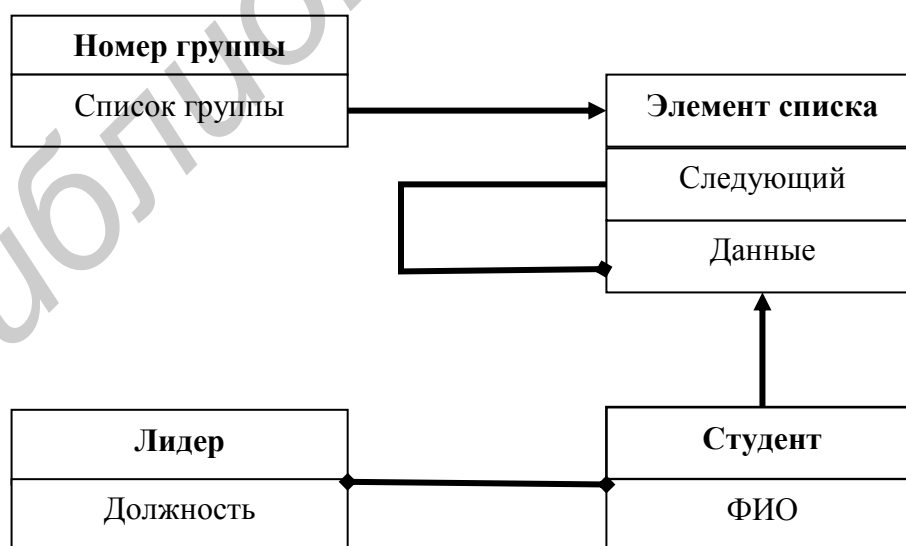 Номер группы
Список группы
Элемент списка
Следующий
Данные
Лидер
Должность
Студент
ФИО